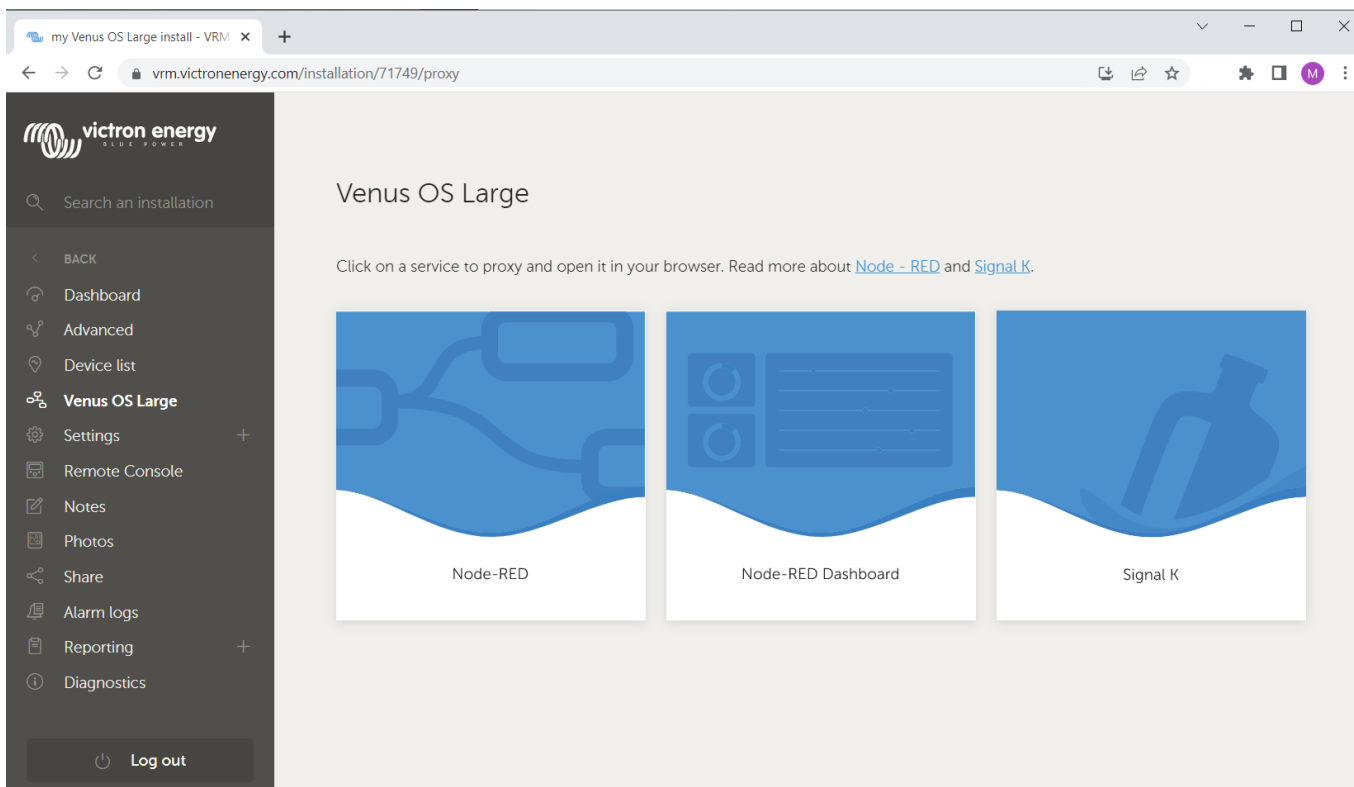 my Venus OS Large install - VRM
vrm.victronenergy.com/installation/71749/proxy
M
victron energy
BLUE POWER
Search an installation
BACK
Dashboard
Advanced
Device list
Venus OS Large
Settings
Remote Console
Notes
Photos
Share
Alarm logs
Reporting
Diagnostics
Log out
Venus OS Large
Click on a service to proxy and open it in your browser. Read more about Node - RED and Signal K.
Node-RED
Node-RED Dashboard
Signal K